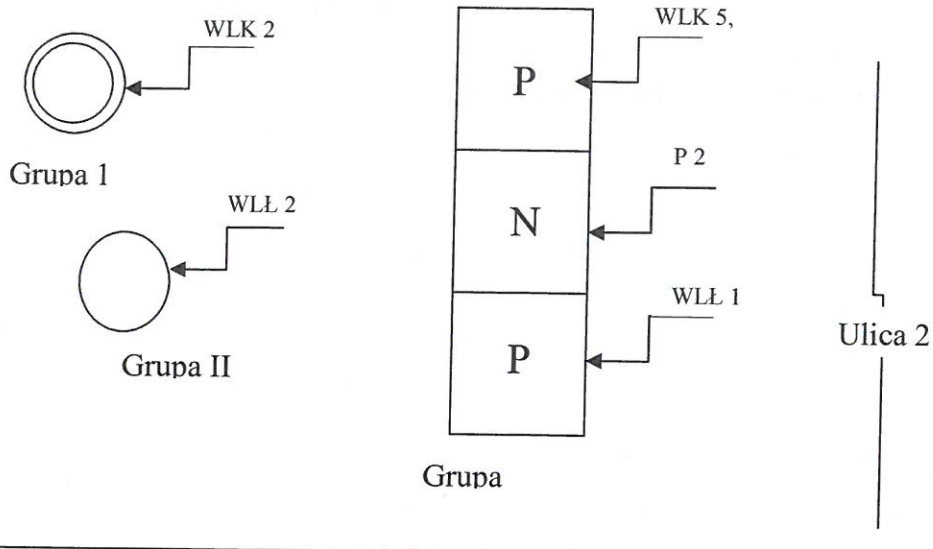 WLK 2
Grupa 1
WLŁ 2
Grupa II
WLK 5,
P
P 2
N
WLŁ 1
P
Grupa
Ulica 2